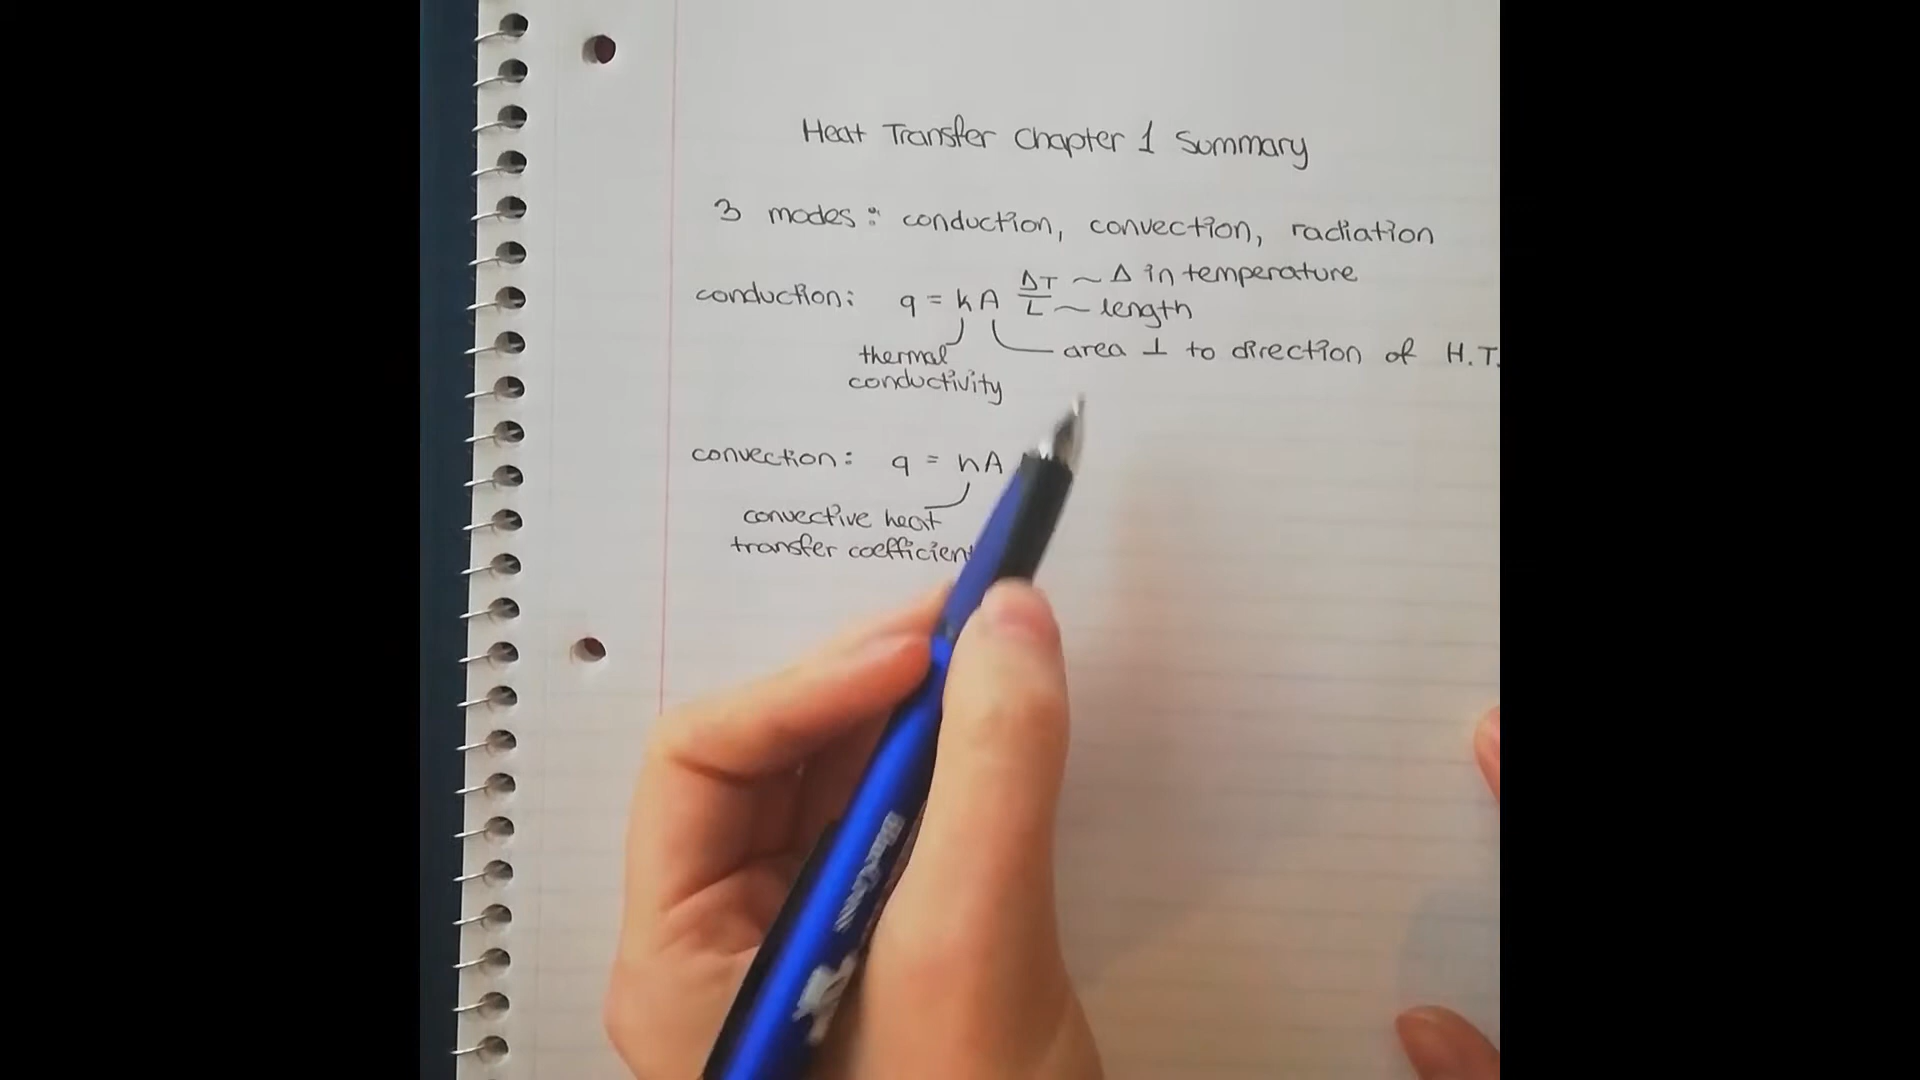 Heat Transfer Chapter 1 Summary
3 modes: conduction, convection, radiation
conduction: q = kA ΔT/L ~ Δ in temperature
~ length
thermal conductivity
area ⊥ to direction of H.T.
convection: q = hA
convective heat
transfer coefficient